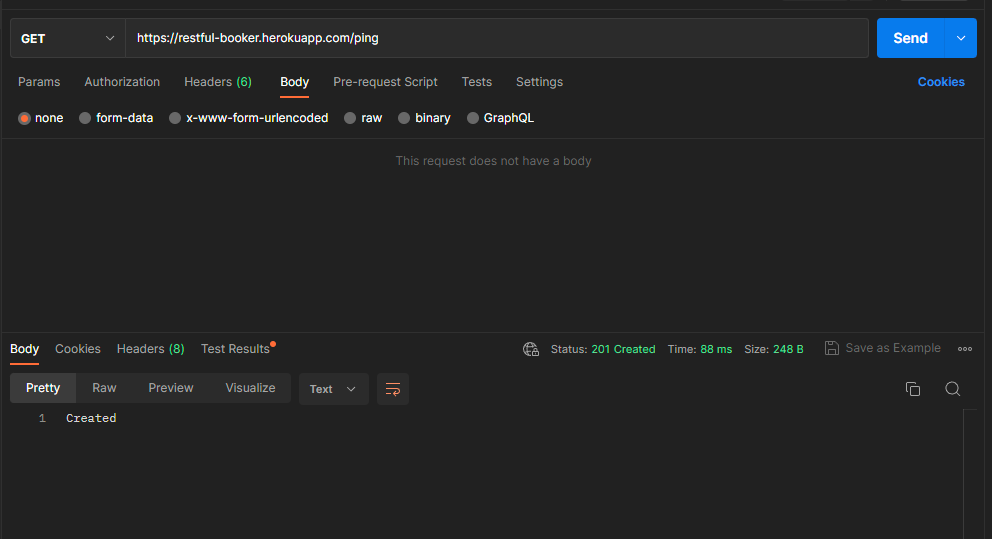 GET https://restful-booker.herokuapp.com/ping Send
Params Authorization Headers (6) Body Pre-request Script Tests Settings Cookies
none form-data x-www-form-urlencoded raw binary GraphQL
This request does not have a body
Body Cookies Headers (8) Test Results Status: 201 Created Time: 88 ms Size: 248 B Save as Example
Pretty Raw Preview Visualize Text
1 Created